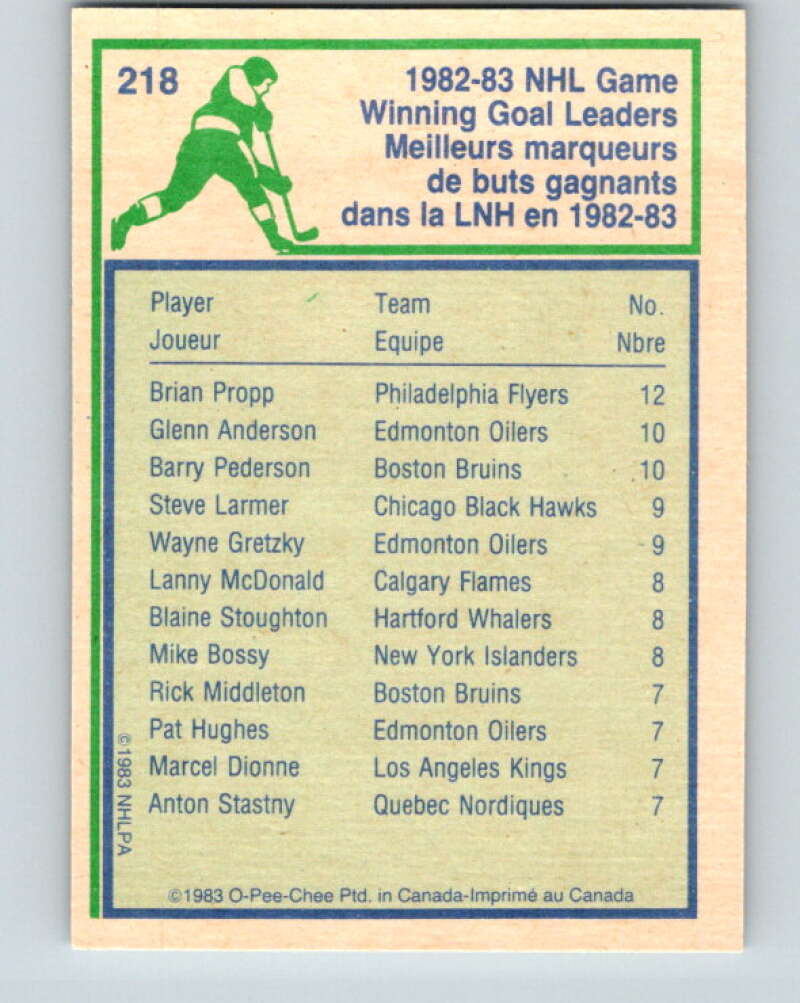 218
1982-83 NHL Game
Winning Goal Leaders
Meilleurs marqueurs
de buts gagnants
dans la LNH en 1982-83
Player Team No.
Joueur Equipe Nbre
Brian Propp Philadelphia Flyers 12
Glenn Anderson Edmonton Oilers 10
Barry Pederson Boston Bruins 10
Steve Larmer Chicago Black Hawks 9
Wayne Gretzky Edmonton Oilers 9
Lanny McDonald Calgary Flames 8
Blaine Stoughton Hartford Whalers 8
Mike Bossy New York Islanders 8
Rick Middleton Boston Bruins 7
Pat Hughes Edmonton Oilers 7
Marcel Dionne Los Angeles Kings 7
Anton Stastny Quebec Nordiques 7
©1983 NHLPA
©1983 O-Pee-Chee Ptd. in Canada-Imprimé au Canada